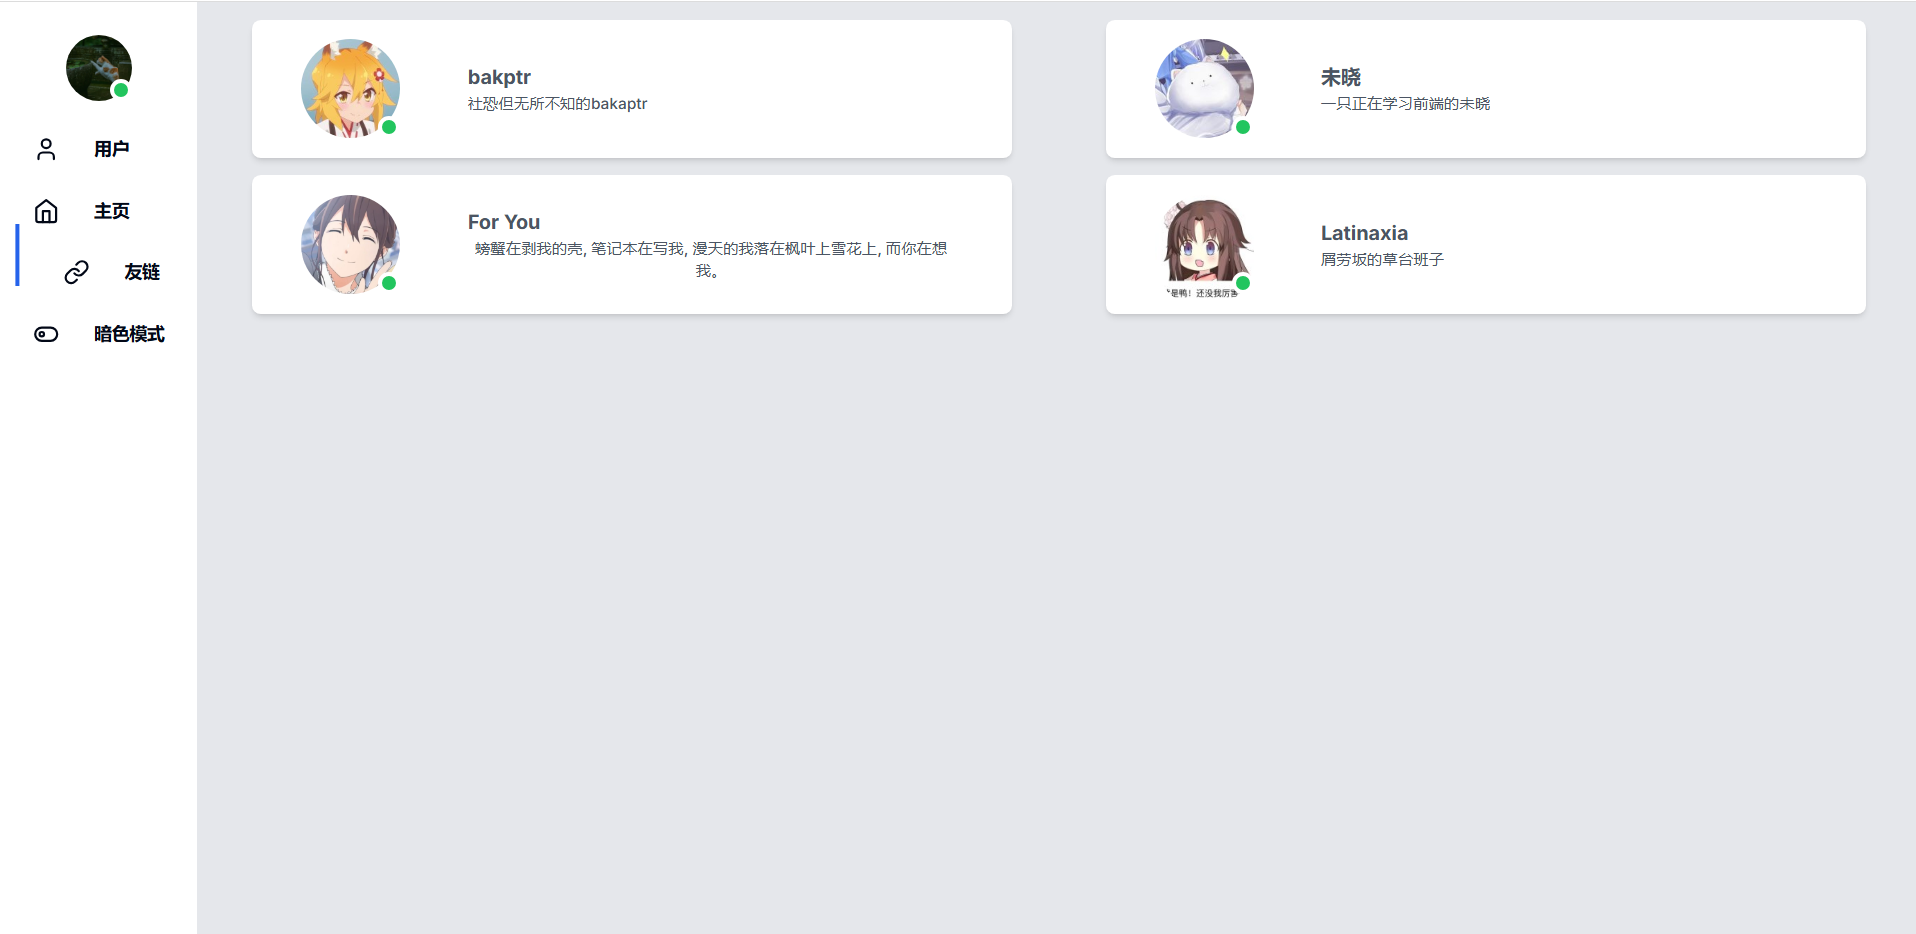 用户
主页
友链
暗色模式
bakptr
社恐但无所不知的bakaptr
未晓
一只正在学习前端的未晓
For You
螃蟹在剥我的壳, 笔记本在写我, 漫天的我落在枫叶上雪花上, 而你在想
我。
Latinaxia
屑劳坂的草台班子
是鸭！还没我厉害